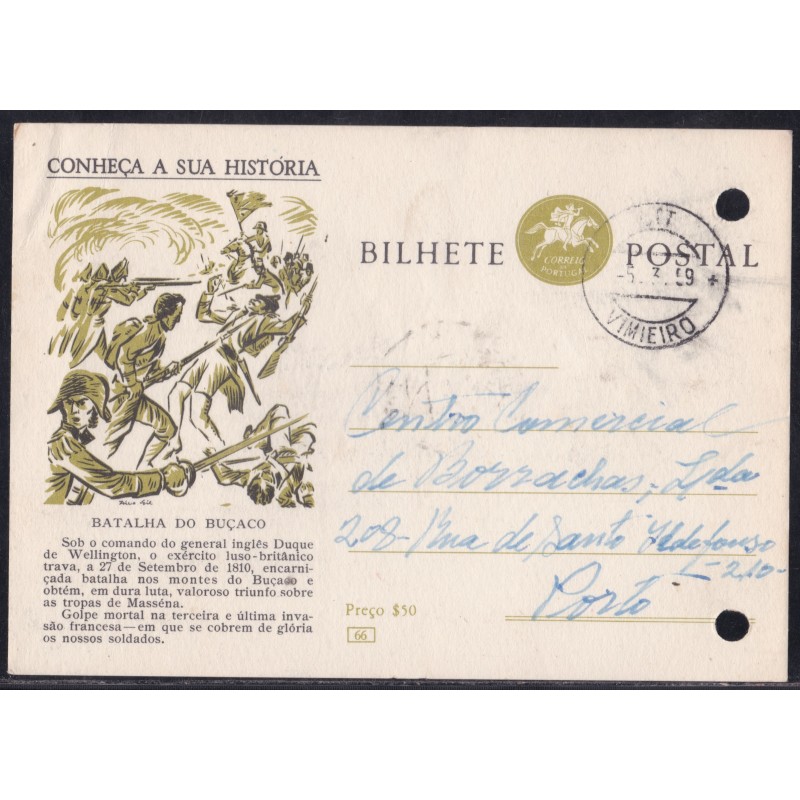 CONHEÇA A SUA HISTÓRIA
BATALHA DO BUÇACO
Sob o comando do general inglês Duque
de Wellington, o exército luso-britânico
trava, a 27 de Setembro de 1810, encarni-
çada batalha nos montes do Buçaco e
obtém, em dura luta, valoroso triunfo sobre
as tropas de Masséna.
Golpe mortal na terceira e última inva-
são francesa—em que se cobrem de glória
os nossos soldados.
BILHETE POSTAL
CORREIO
PORTUGAL
-5. 3. 59 +
VIMIEIRO
Centro Comercial
de Borrachas, Lda
208-Rua de Santo Ildefonso
-210-
Porto
Preço $50
66